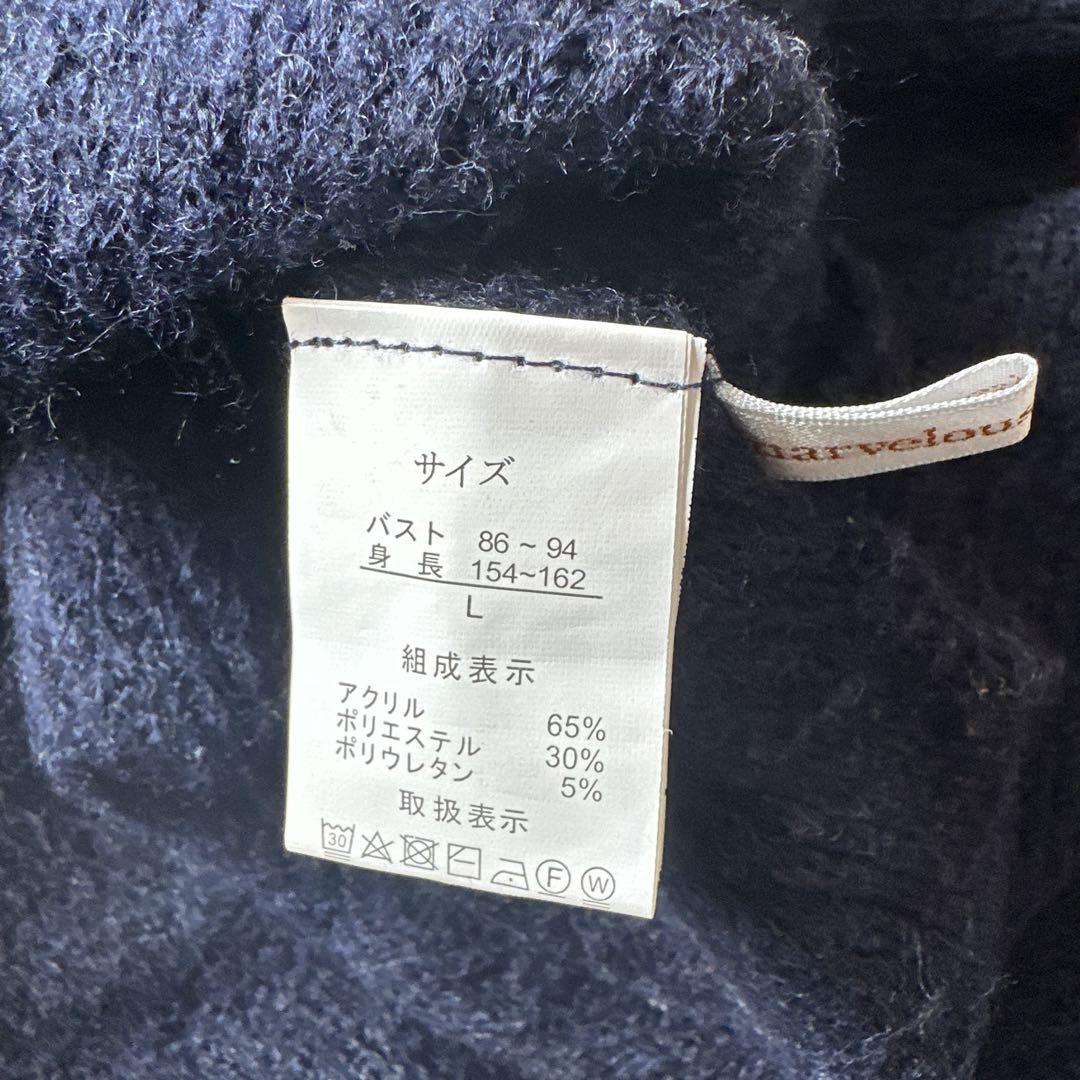 サイズ
バスト 86 ~ 94
身 長 154~162
L
組成表示
アクリル 65%
ポリエステル 30%
ポリウレタン 5%
取扱表示
30 F W